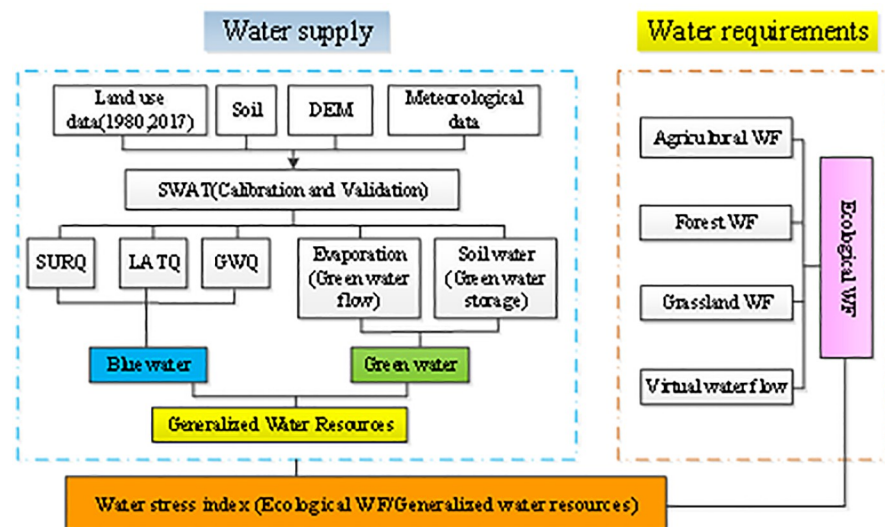 Water supply
Water requirements
Land use
data(1980,2017)
Soil
DEM
Meteorological
data
SWAT(Calibration and Validation)
SURQ
LATQ
GWQ
Evaporation
(Green water
flow)
Soil water
(Green water
storage)
Blue water
Green water
Generalized Water Resources
Agricultural WF
Forest WF
Grassland WF
Virtual water flow
Ecological WF
Water stress index (Ecological WF/Generalized water resources)